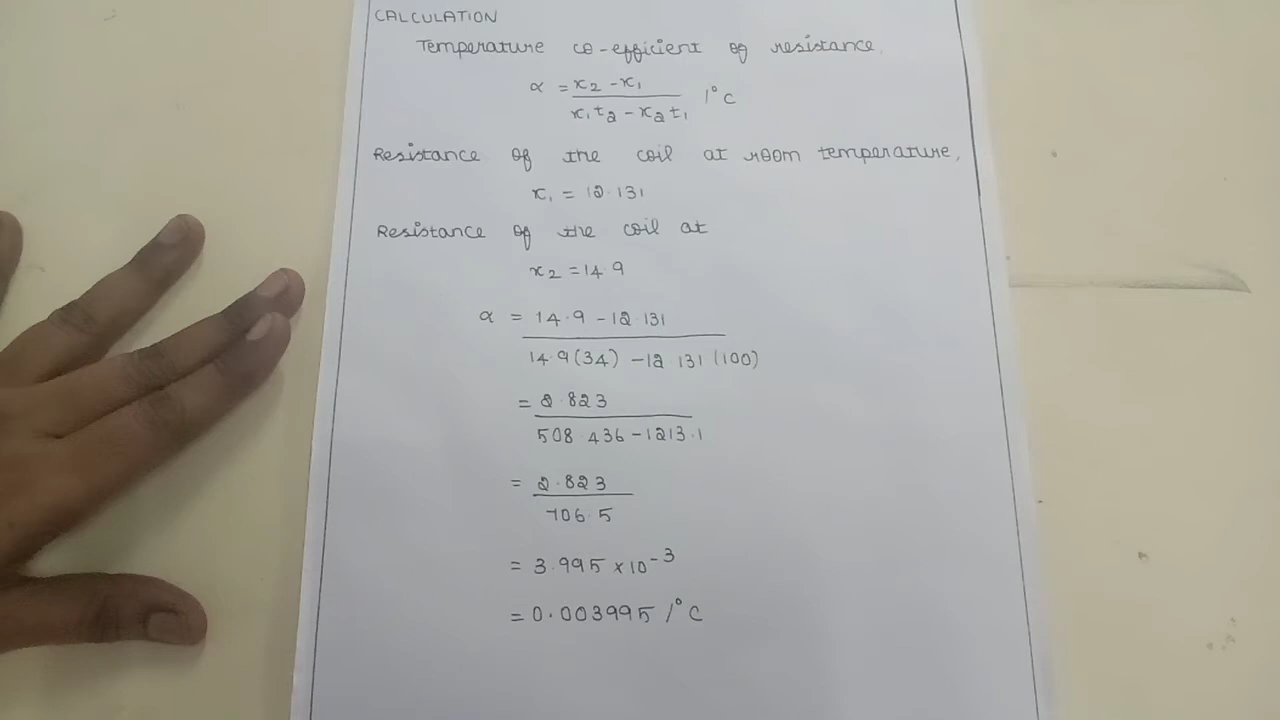 CALCULATION
Temperature co-efficient of resistance,
α = x₂ - x₁
x₁t₂ - x₂t₁ /°C
Resistance of the coil at room temperature,
x₁ = 12.131
Resistance of the coil at
x₂ = 14.9
α = 14.9 - 12.131
14.9(34) - 12.131(100)
= 2.823
508.436 - 1213.1
= 2.823
706.5
= 3.995 × 10⁻³
= 0.003995 /°C